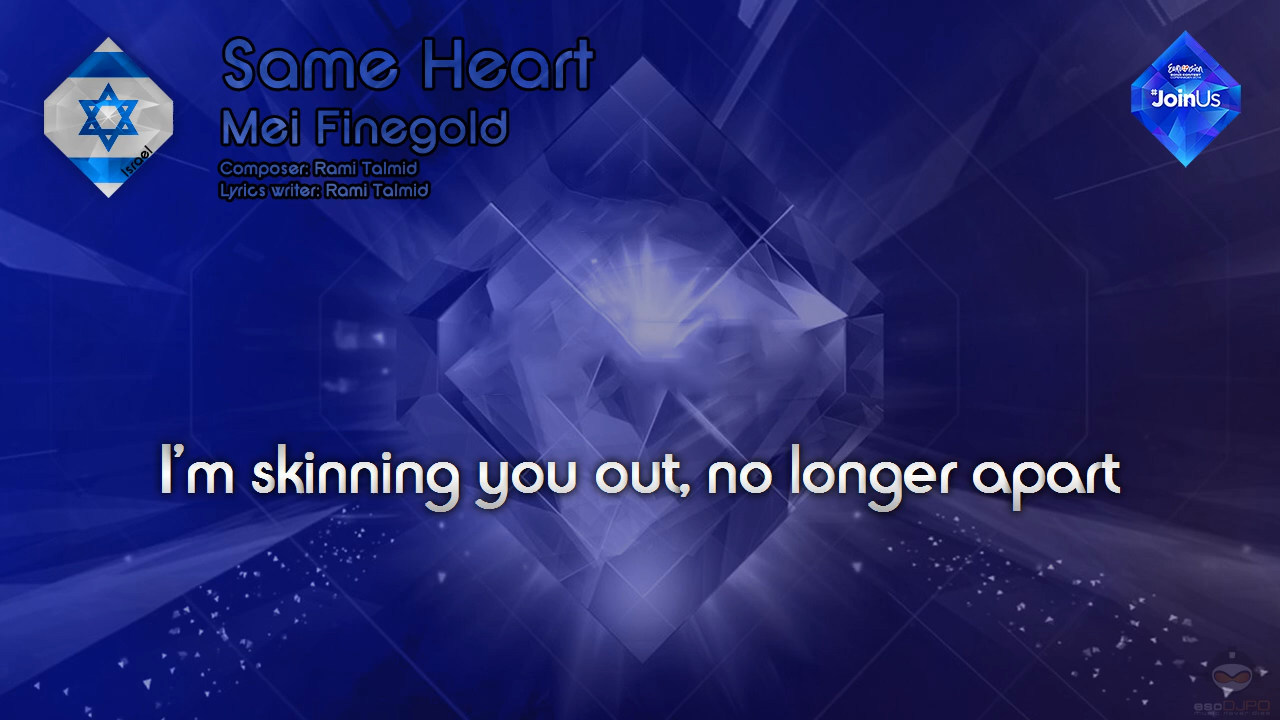 Same Heart
Mei Finegold
Composer: Rami Talmid
Lyrics writer: Rami Talmid
Israel
EUROVISION
SONG CONTEST
#JoinUs
I'm skinning you out, no longer apart
escDJPO